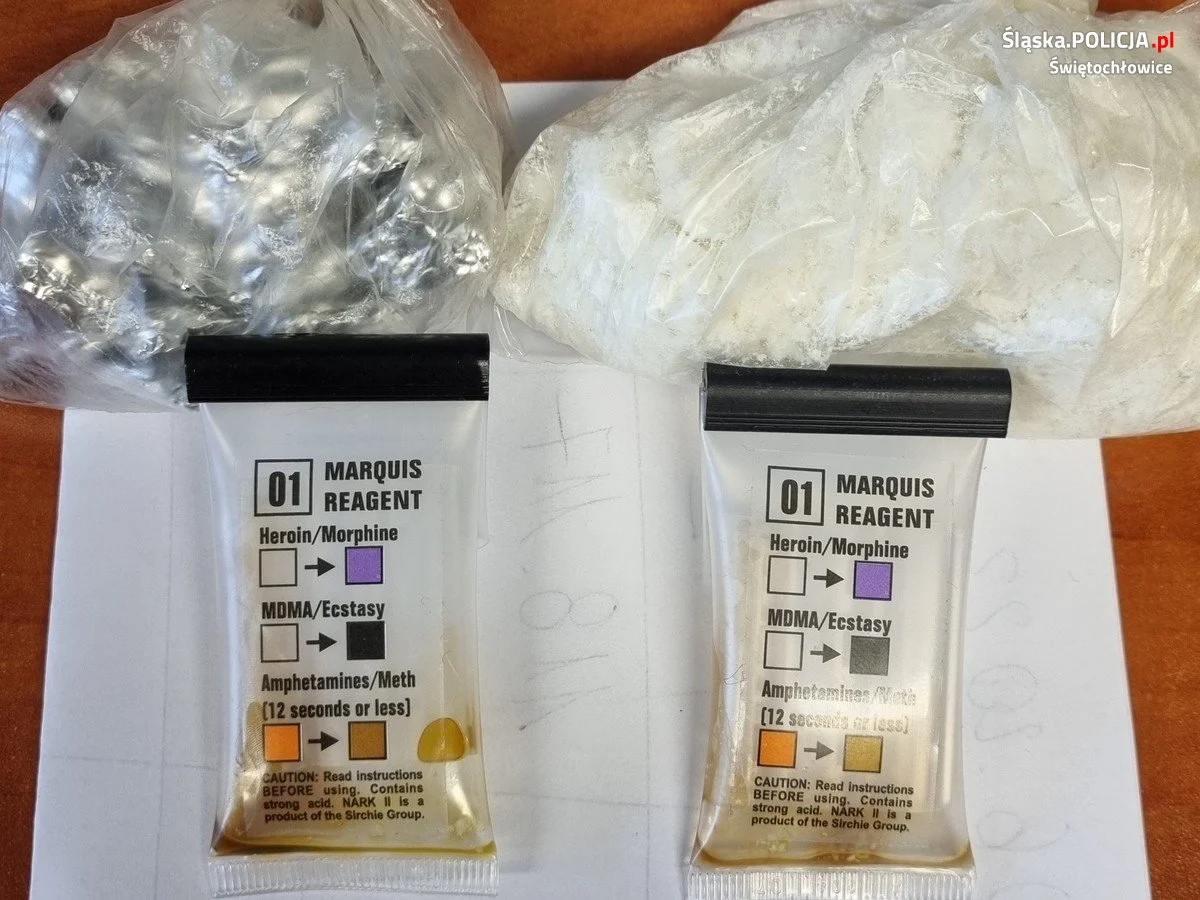 Śląska.POLICJA.pl
Świętochłowice
01
MARQUIS
REAGENT
Heroin/Morphine
MDMA/Ecstasy
Amphetamines/Meth
(12 seconds or less)
CAUTION: Read instructions
BEFORE using. Contains
strong acid. NARK II is a
product of the Sirchie Group.
01
MARQUIS
REAGENT
Heroin/Morphine
MDMA/Ecstasy
Amphetamines/Meth
(12 seconds or less)
CAUTION: Read instructions
BEFORE using. Contains
strong acid. NARK II is a
product of the Sirchie Group.